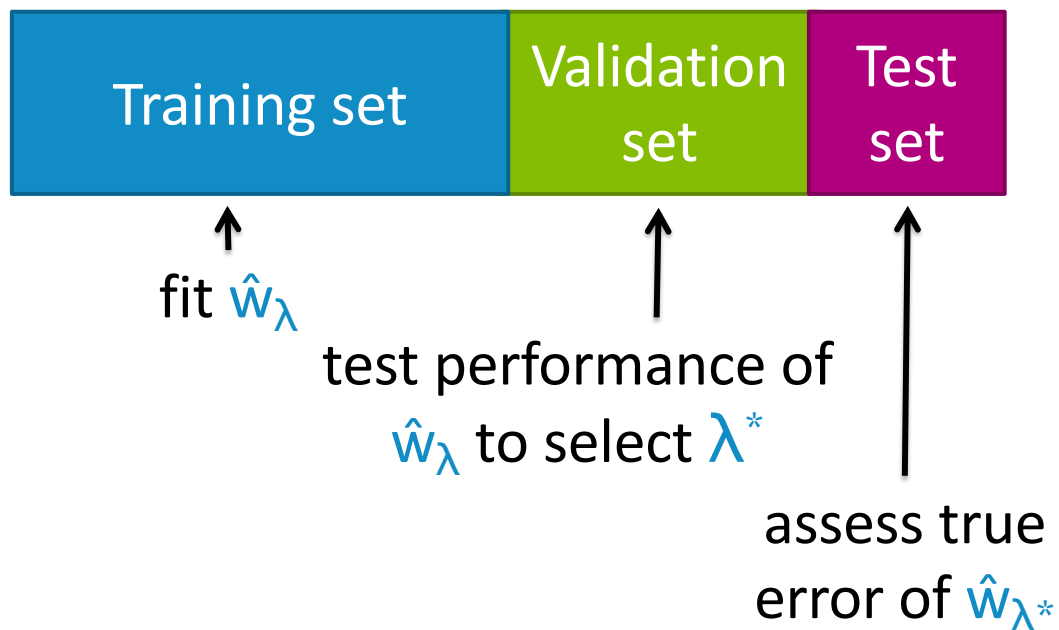 Training set
Validation
set
Test
set
fit ŵλ
test performance of
ŵλ to select λ*
assess true
error of ŵλ*